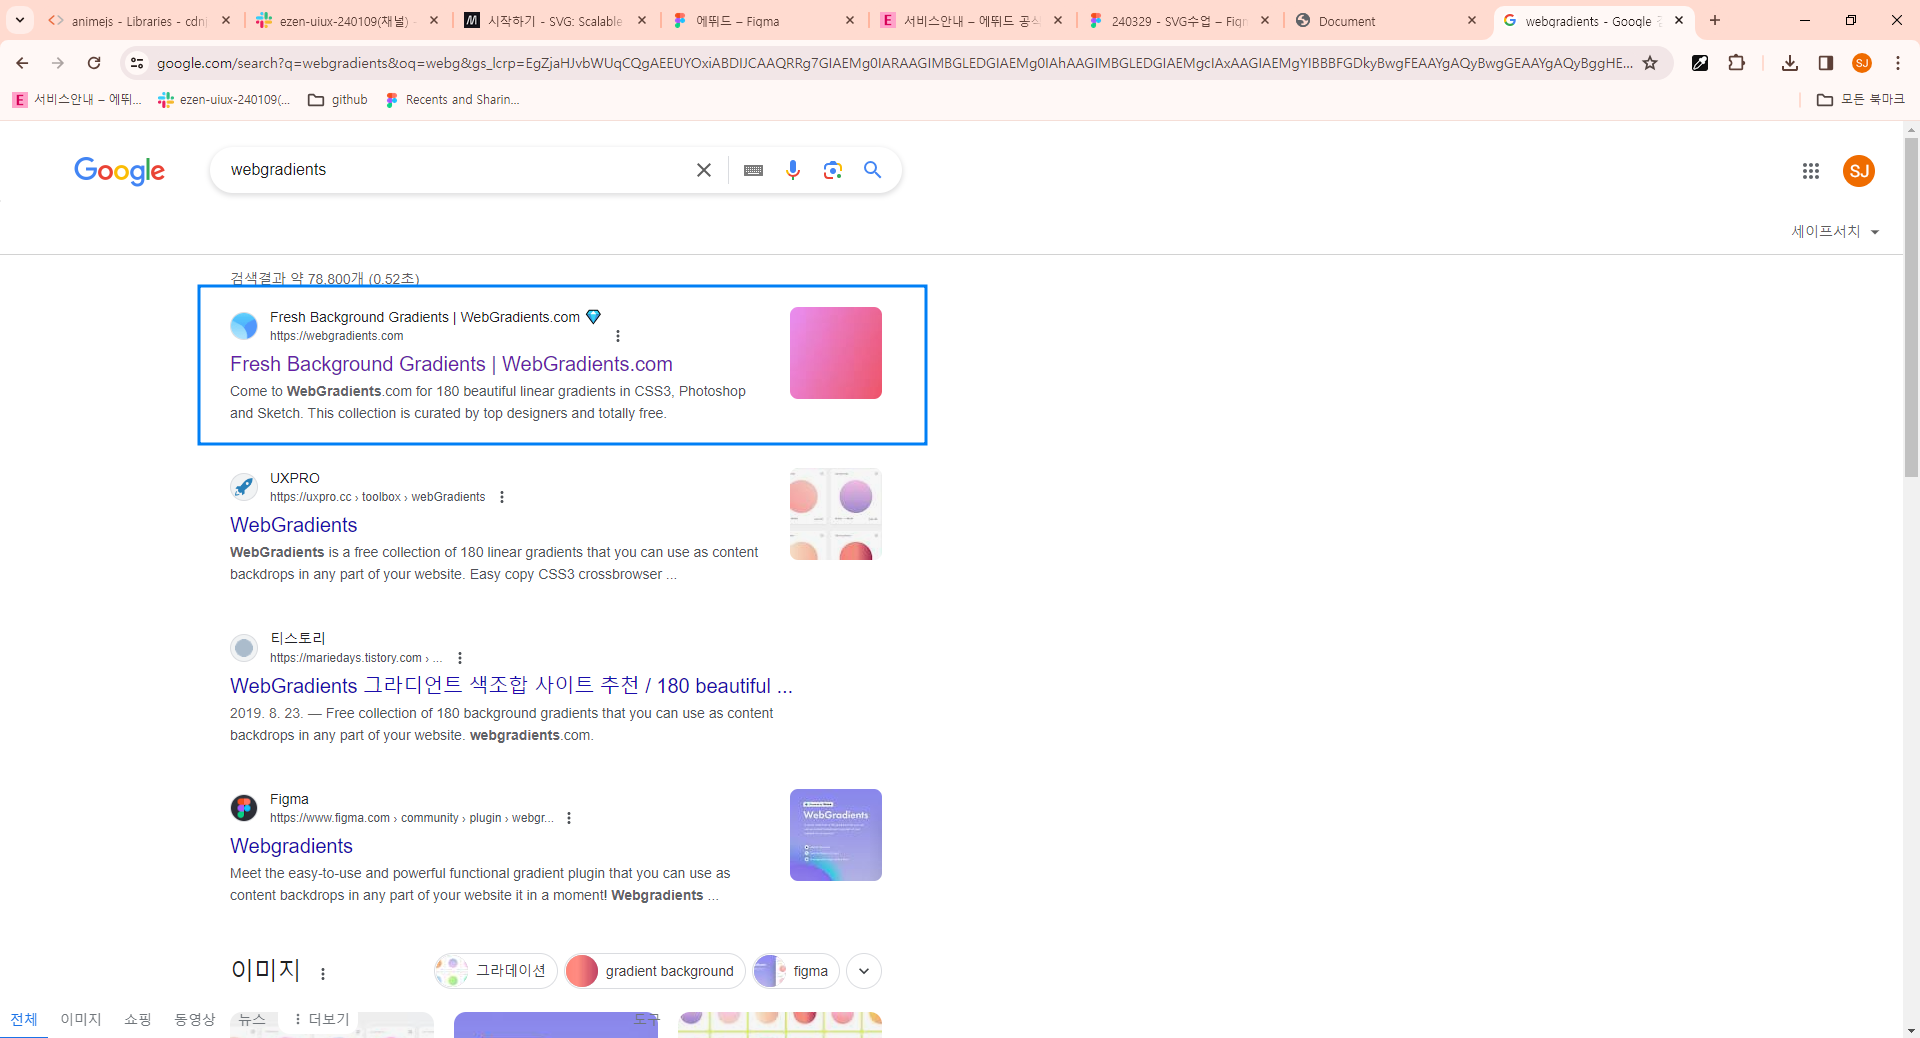 animejs - Libraries - cdnj
ezen-uiux-240109(채널) -
시작하기 - SVG: Scalable
에뛰드 – Figma
서비스안내 – 에뛰드 공식
240329 - SVG수업 – Figm
Document
webgradients - Google
google.com/search?q=webgradients&oq=webg&gs_lcrp=EgZjaHJvbWUqCQgAEEUYOxiABDIJCAAQRRg7GIAEMg0IARAAGIMBGLEDGIAEMg0IAhAAGIMBGLEDGIAEMgcIAxAAGIAEMgYIBBBFGDkyBwgFEAAYgAQyBwgGEAAYgAQyBggHE...
SJ
서비스안내 – 에뛰...
ezen-uiux-240109(...
github
Recents and Sharin...
모든 북마크
Google
webgradients
SJ
세이프서치
검색결과 약 78,800개 (0.52초)
Fresh Background Gradients | WebGradients.com
https://webgradients.com
Fresh Background Gradients | WebGradients.com
Come to WebGradients.com for 180 beautiful linear gradients in CSS3, Photoshop
and Sketch. This collection is curated by top designers and totally free.
UXPRO
https://uxpro.cc › toolbox › webGradients
WebGradients
WebGradients is a free collection of 180 linear gradients that you can use as content
backdrops in any part of your website. Easy copy CSS3 crossbrowser ...
티스토리
https://mariedays.tistory.com › ...
WebGradients 그라디언트 색조합 사이트 추천 / 180 beautiful ...
2019. 8. 23. — Free collection of 180 background gradients that you can use as content
backdrops in any part of your website. webgradients.com.
Figma
https://www.figma.com › community › plugin › webgr...
Webgradients
Meet the easy-to-use and powerful functional gradient plugin that you can use as
content backdrops in any part of your website it in a moment! Webgradients ...
WebGradients
이미지
그라데이션
gradient background
figma
전체
이미지
쇼핑
동영상
뉴스
더보기
도구